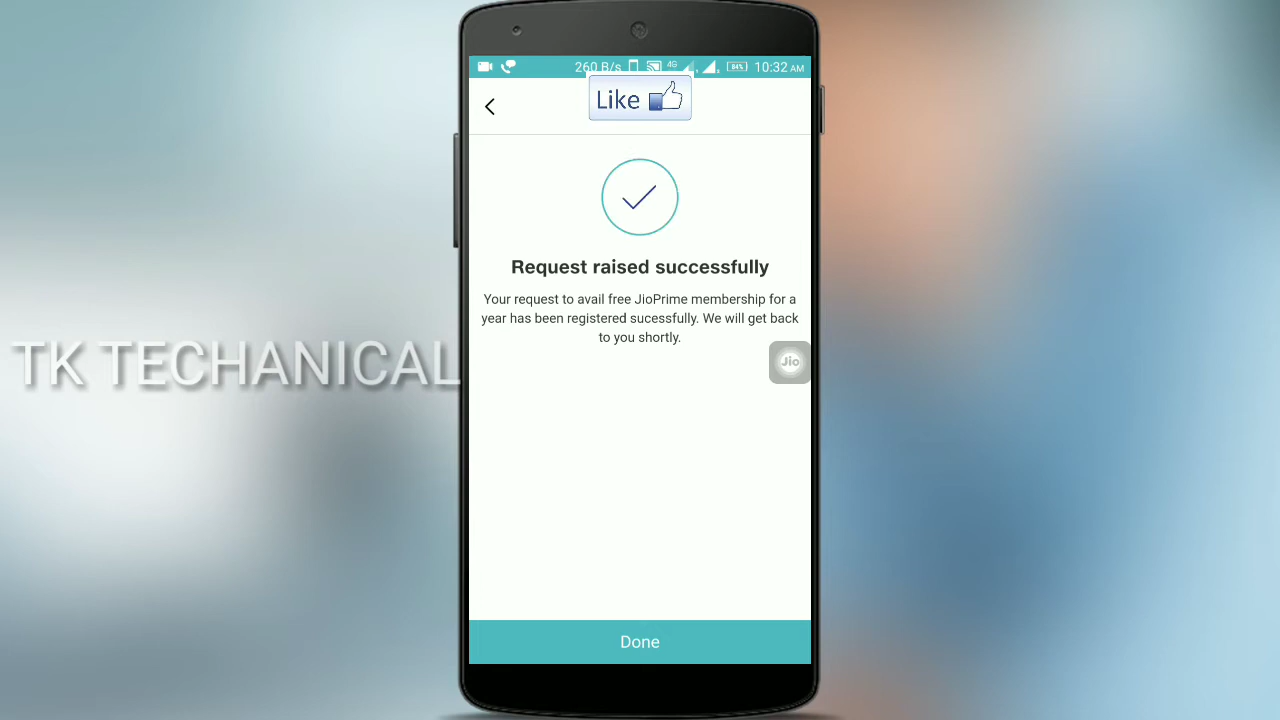 260 B/s 4G 84% 10:32 AM
Like
Request raised successfully
Your request to avail free JioPrime membership for a
year has been registered sucessfully. We will get back
to you shortly.
Jio
TK TECHANICAL
Done